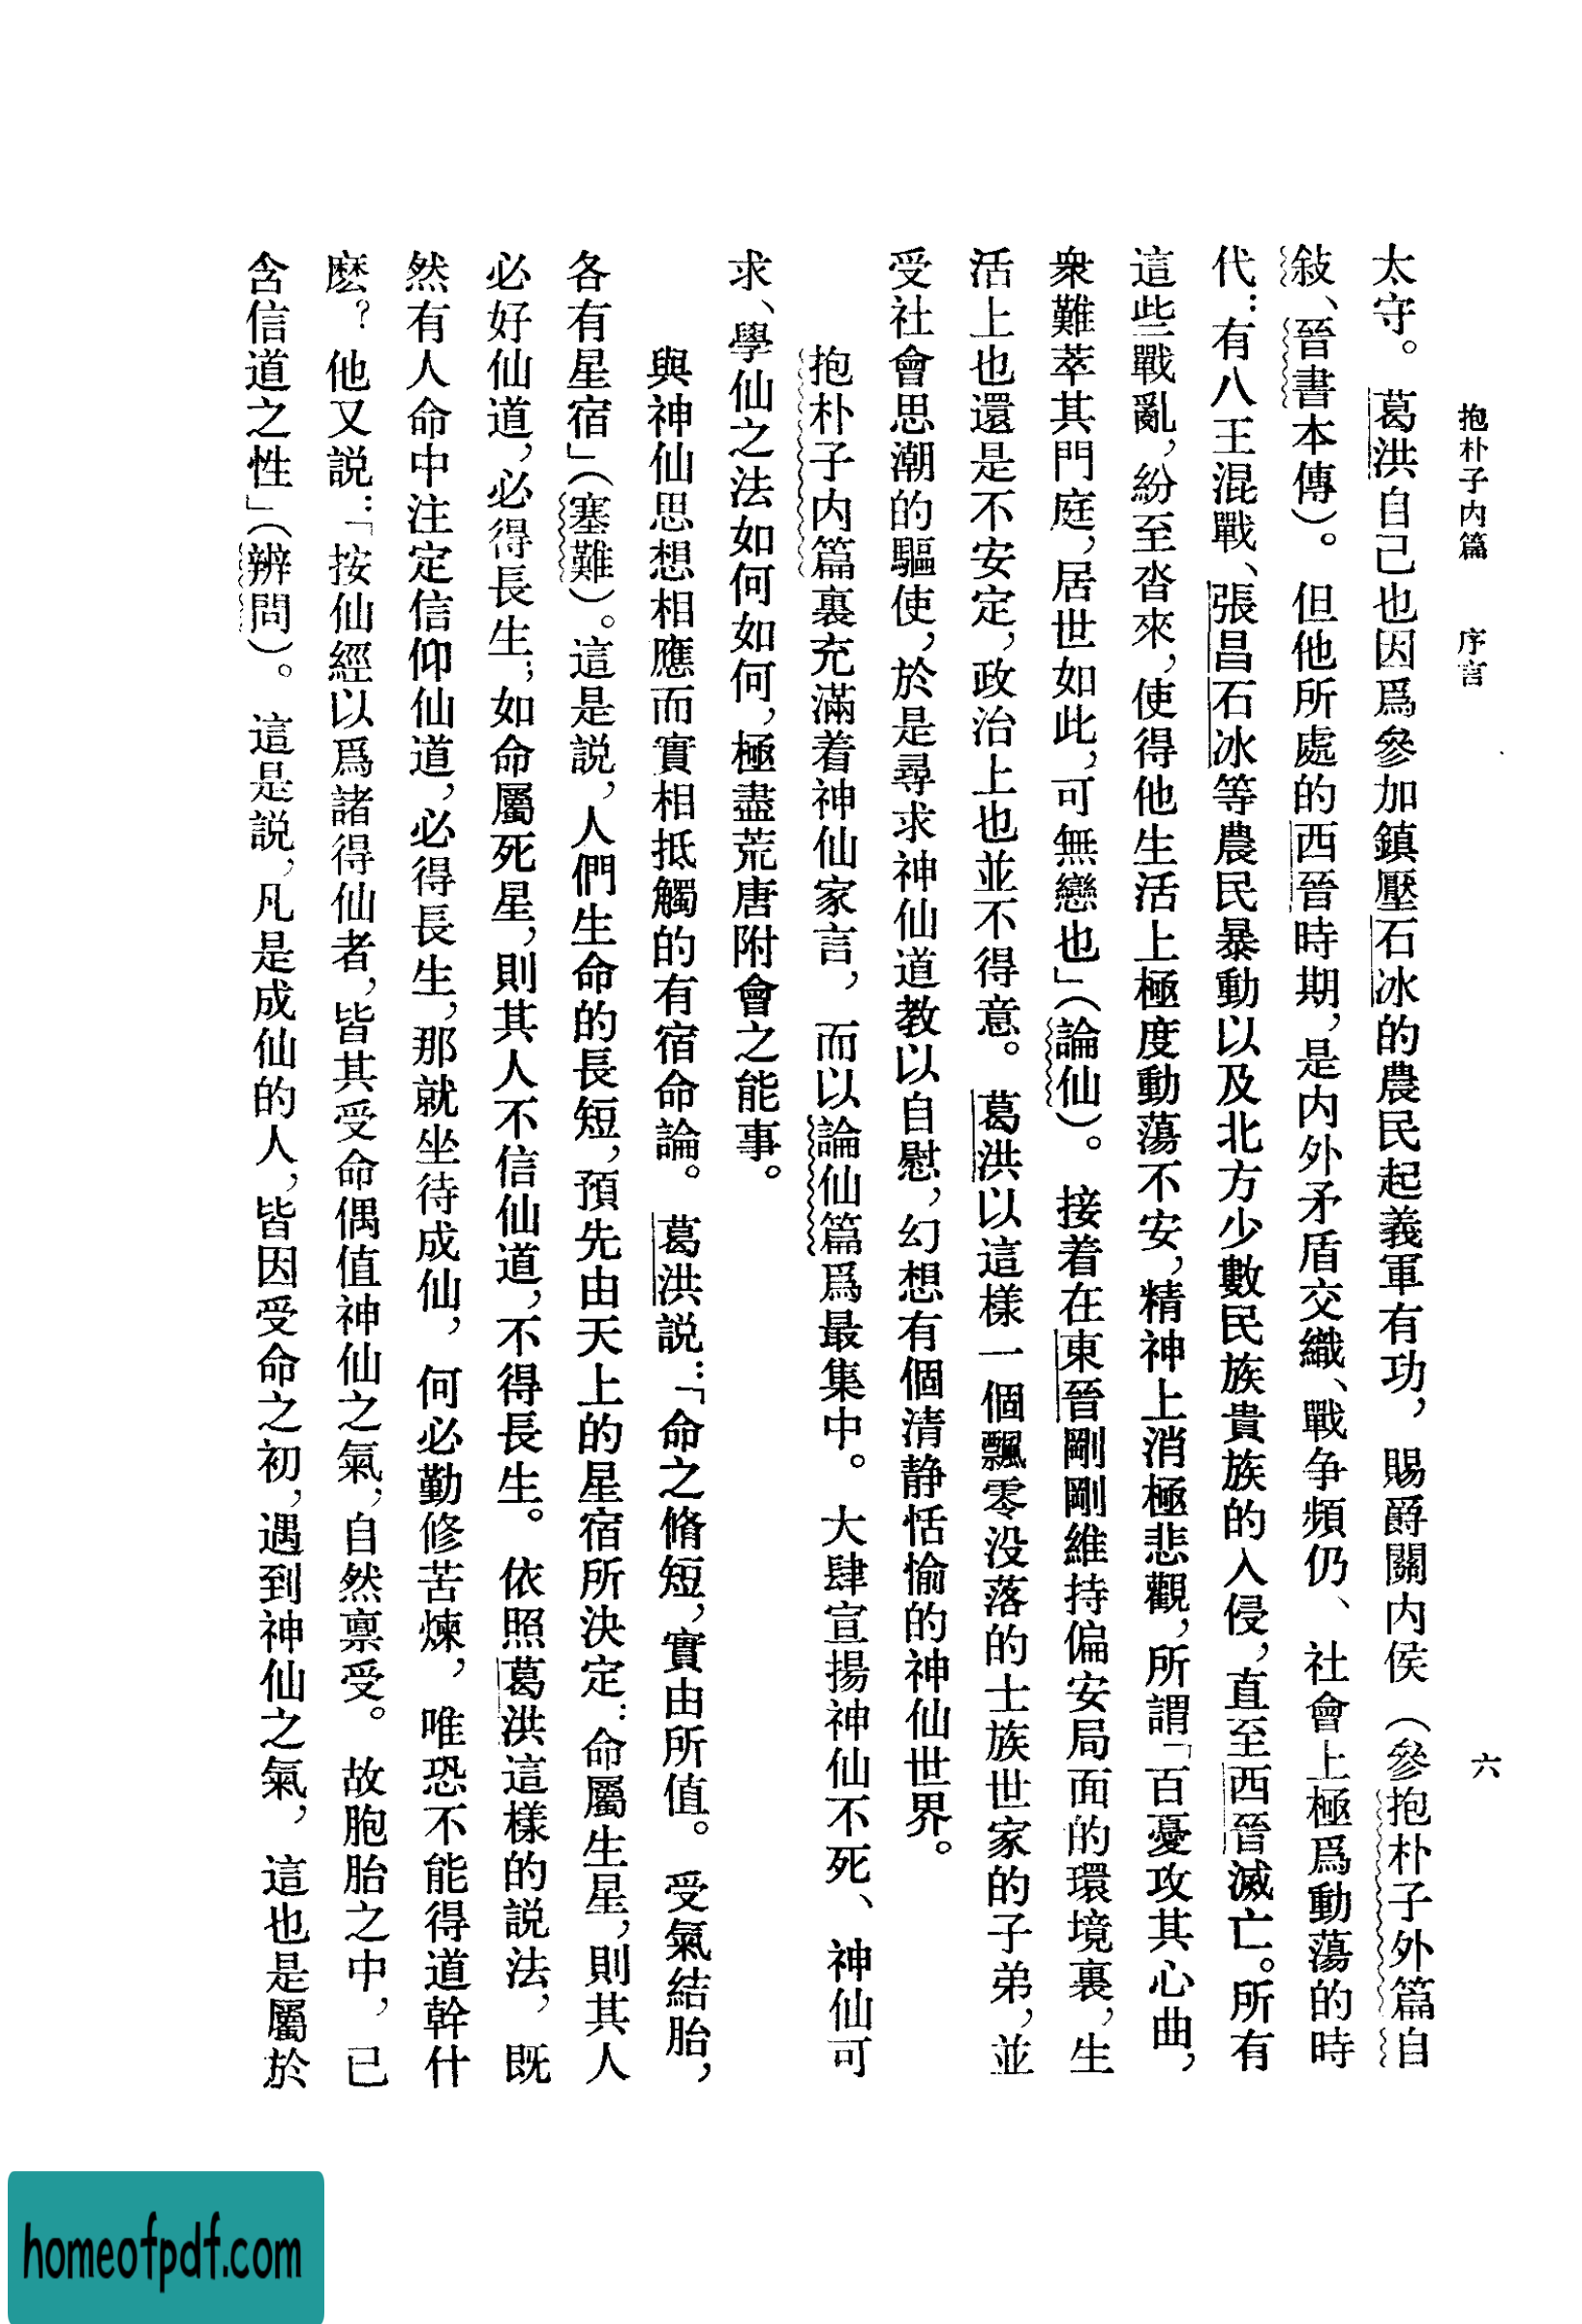 抱朴子内篇　序言
六
太守。葛洪自己也因爲參加鎮壓石冰的農民起義軍有功，賜爵關内侯（參抱朴子外篇自
敍、晉書本傳）。但他所處的西晉時期，是内外矛盾交織、戰争頻仍、社會上極爲動蕩的時
代：有八王混戰、張昌石冰等農民暴動以及北方少數民族貴族的入侵，直至西晉滅亡。所有
這些戰亂，紛至沓來，使得他生活上極度動蕩不安，精神上消極悲觀，所謂「百憂攻其心曲，
衆難萃其門庭，居世如此，可無戀也」（論仙）。接着在東晉剛剛維持偏安局面的環境裏，生
活上也還是不安定，政治上也並不得意。葛洪以這樣一個飄零没落的士族世家的子弟，並
受社會思潮的驅使，於是尋求神仙道教以自慰，幻想有個清静恬愉的神仙世界。
抱朴子内篇裏充滿着神仙家言，而以論仙篇爲最集中。大肆宣揚神仙不死、神仙可
求、學仙之法如何如何，極盡荒唐附會之能事。
與神仙思想相應而實相抵觸的有宿命論。葛洪説：「命之脩短，實由所值。受氣結胎，
各有星宿」（塞難）。這是説，人們生命的長短，預先由天上的星宿所決定：命屬生星，則其人
必好仙道，必得長生；如命屬死星，則其人不信仙道，不得長生。依照葛洪這樣的説法，既
然有人命中注定信仰仙道，必得長生，那就坐待成仙，何必勤修苦煉，唯恐不能得道幹什
麽？他又説：「按仙經以爲諸得仙者，皆其受命偶值神仙之氣，自然禀受。故胞胎之中，已
含信道之性」（辨問）。這是説，凡是成仙的人，皆因受命之初，遇到神仙之氣，這也是屬於
homeofpdf.com